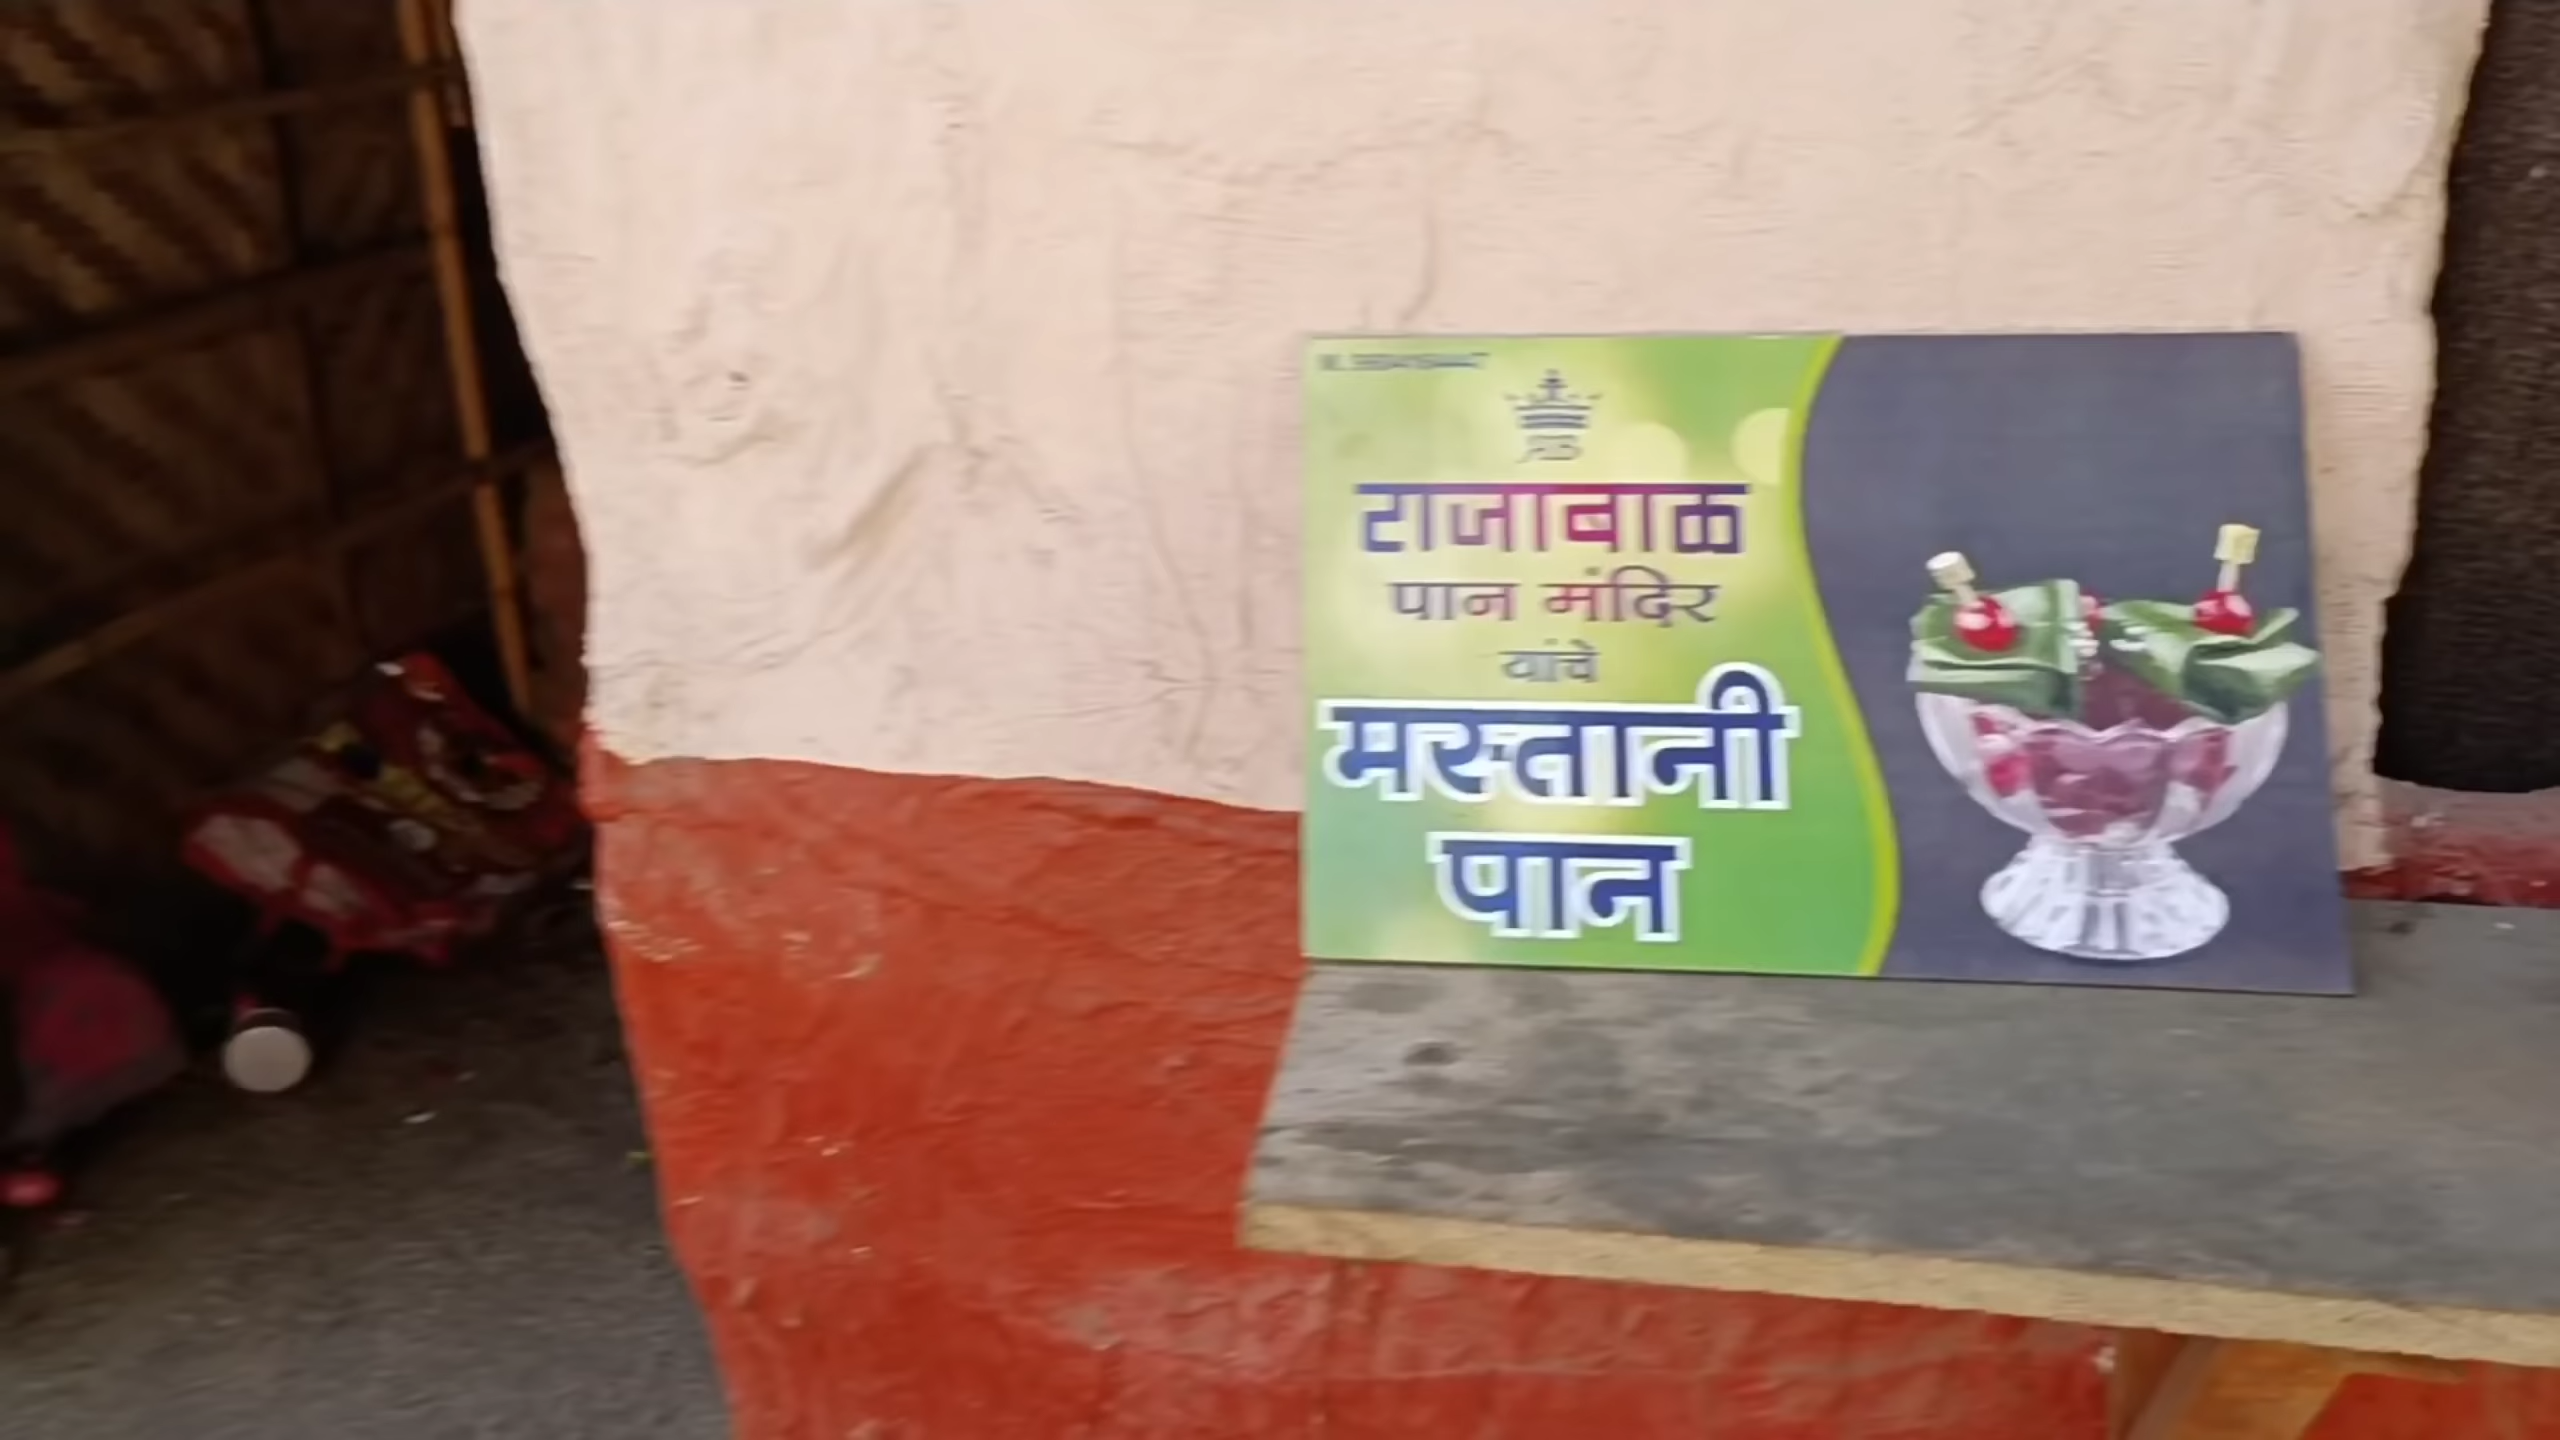 राजाबाळ
पान मंदिर
यांचे
मस्तानी
पान